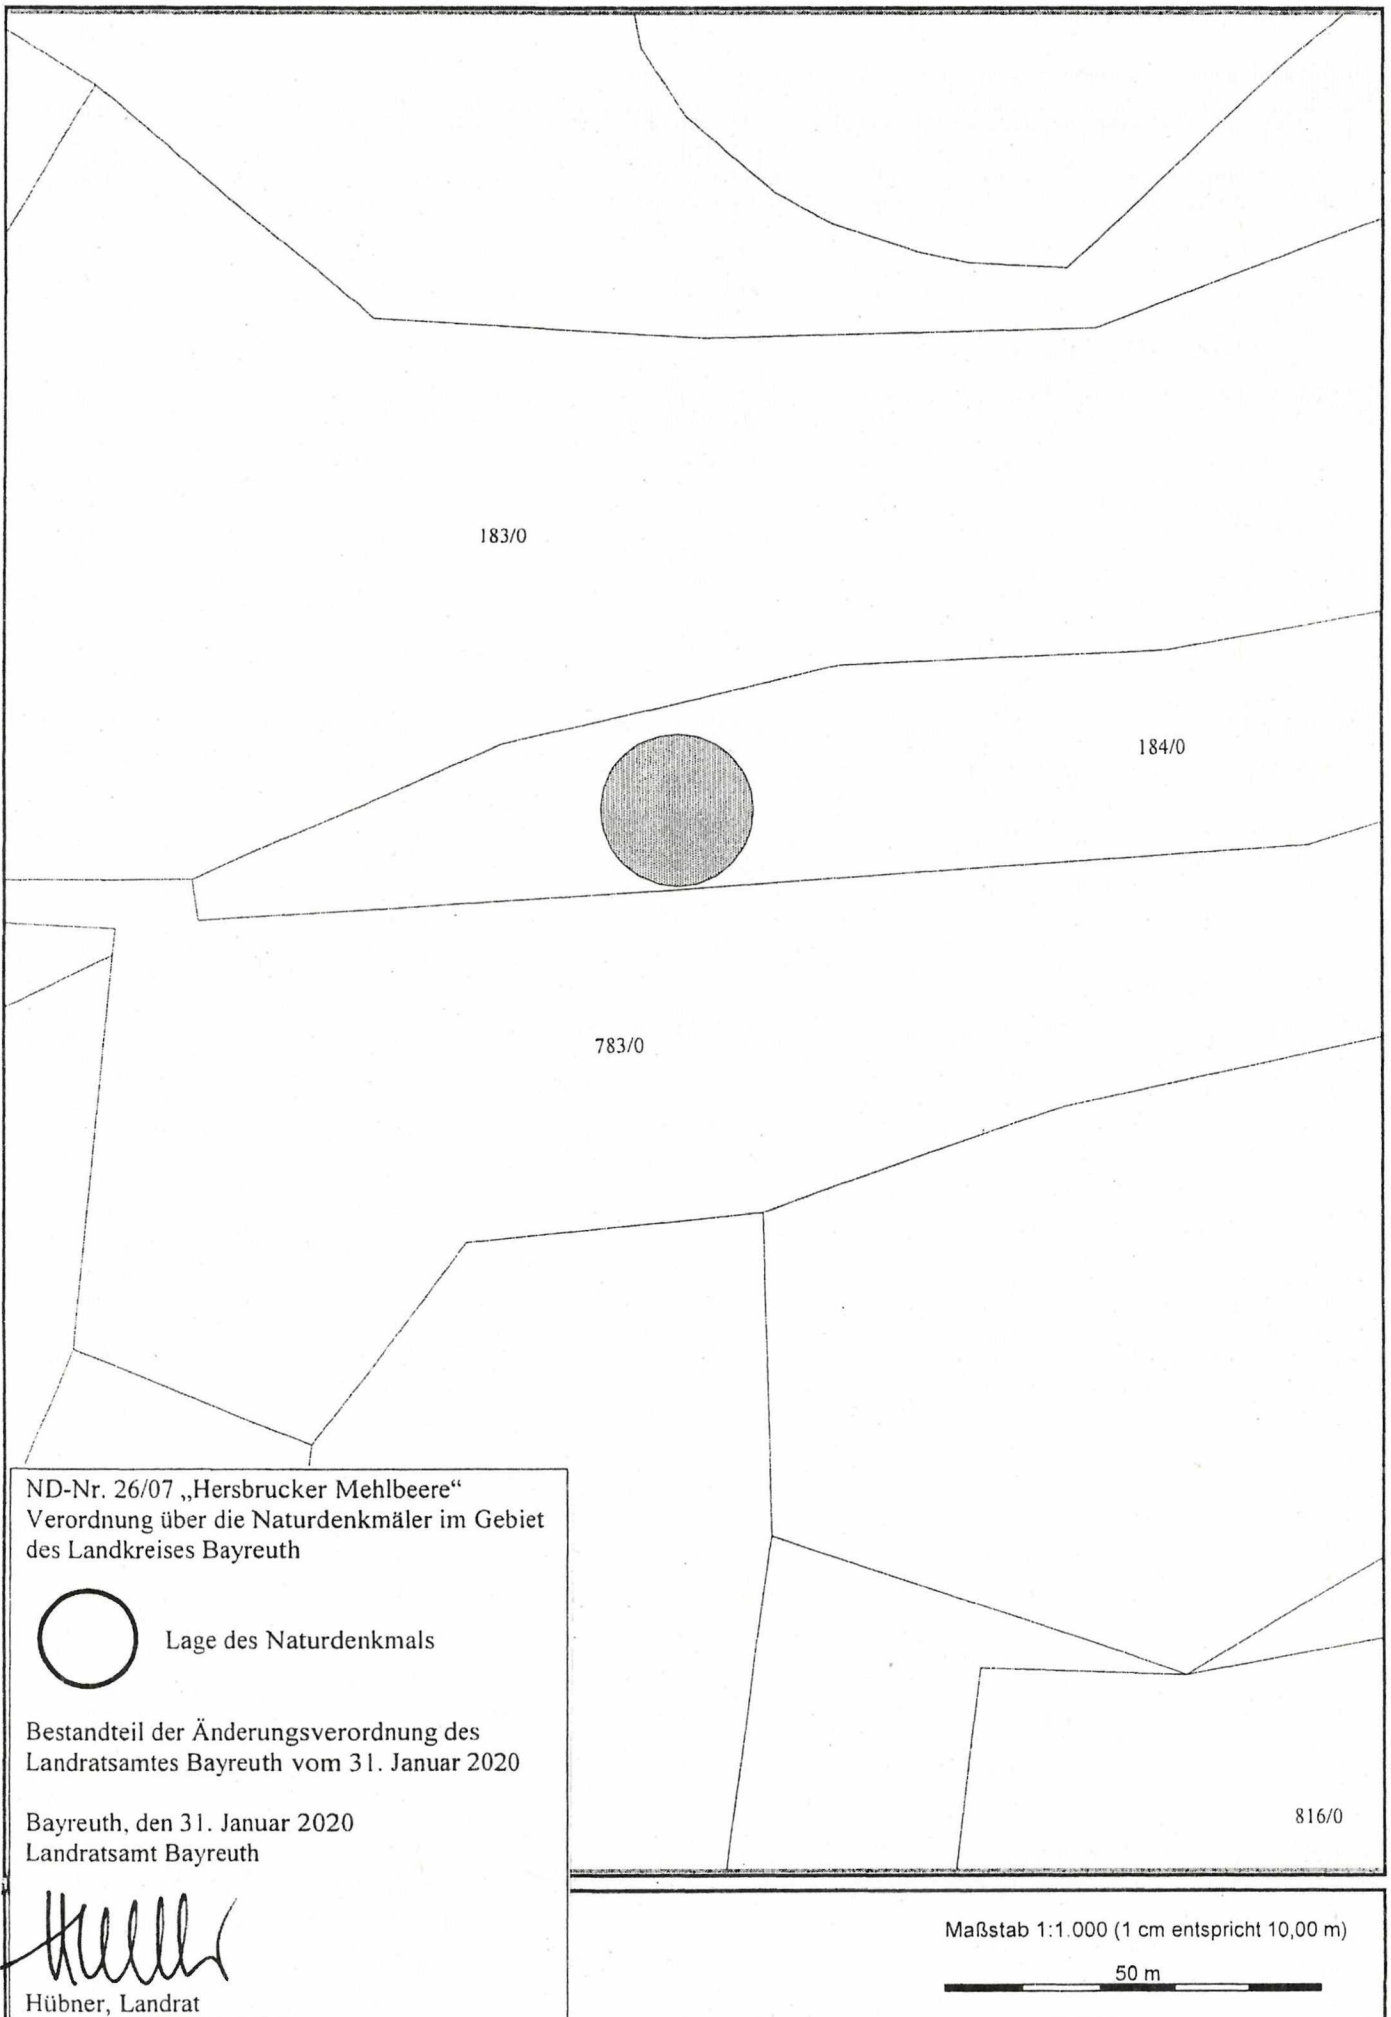 183/0
184/0
783/0
ND-Nr. 26/07 „Hersbrucker Mehlbeere“
Verordnung über die Naturdenkmäler im Gebiet
des Landkreises Bayreuth
Lage des Naturdenkmals
Bestandteil der Änderungsverordnung des
Landratsamtes Bayreuth vom 31. Januar 2020
Bayreuth, den 31. Januar 2020
Landratsamt Bayreuth
Hübner, Landrat
816/0
Maßstab 1:1.000 (1 cm entspricht 10,00 m)
50 m